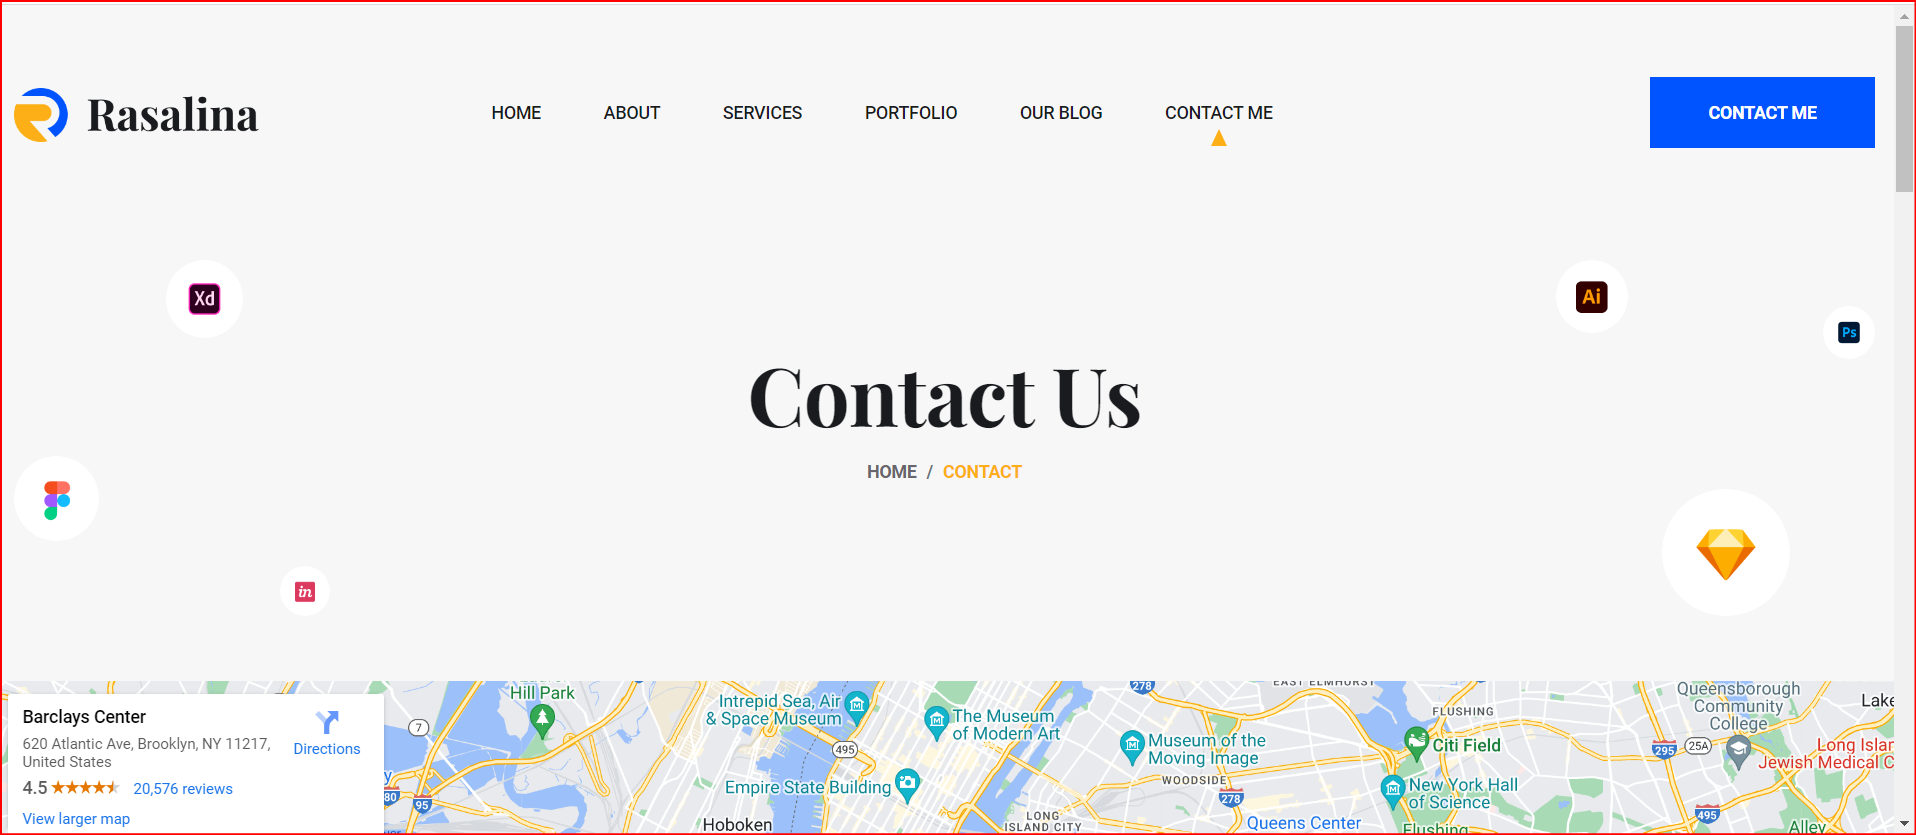 Rasalina
HOME
ABOUT
SERVICES
PORTFOLIO
OUR BLOG
CONTACT ME
CONTACT ME
Xd
Ai
Ps
Contact Us
HOME / CONTACT
in
Barclays Center
620 Atlantic Ave, Brooklyn, NY 11217,
United States
Directions
4.5
20,576 reviews
View larger map
Hill Park
7
Intrepid Sea, Air
& Space Museum
495
Empire State Building
80
95
Hoboken
The Museum
of Modern Art
278
EAST ELMHURST
Museum of the
Moving Image
WOODSIDE
278
LONG
ISLAND CITY
Queens Center
FLUSHING
Citi Field
New York Hall
of Science
Flushing
Queensborough
Community
College
295
25A
Lake
Long Islan
Jewish Medical C
495
Alley